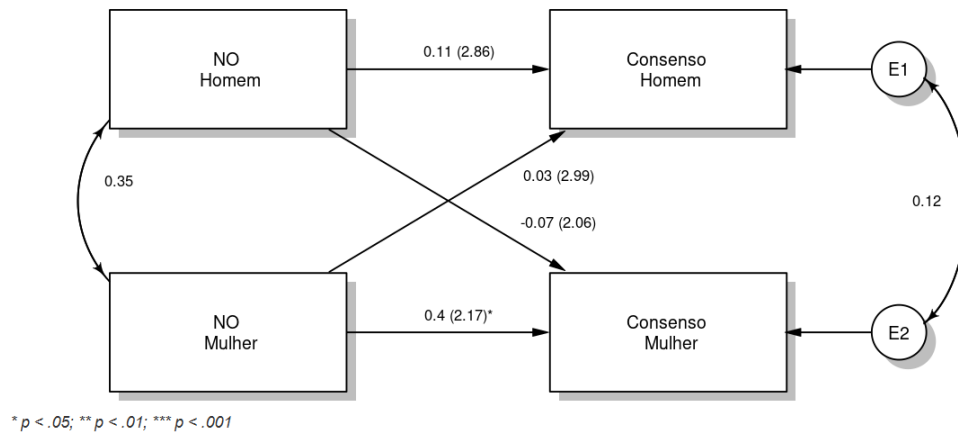 NO
Homem
0.11 (2.86)
Consenso
Homem
E1
0.35
0.03 (2.99)
-0.07 (2.06)
0.12
NO
Mulher
0.4 (2.17)*
Consenso
Mulher
E2
* p < .05; ** p < .01; *** p < .001